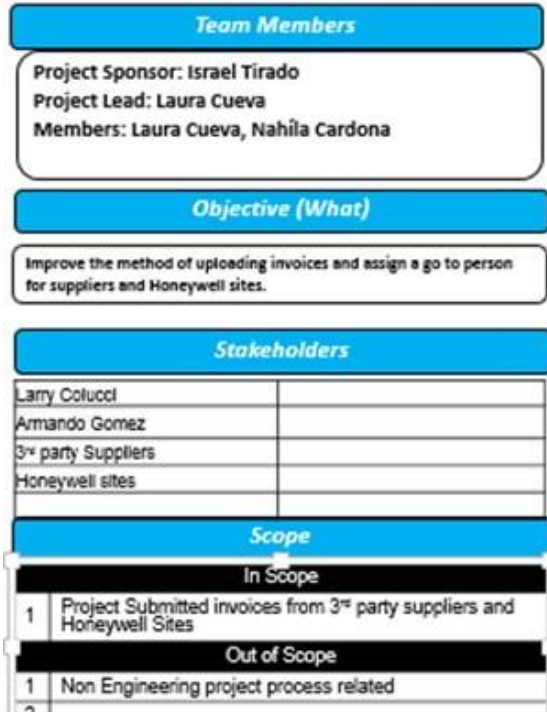 Team Members
Project Sponsor: Israel Tirado
Project Lead: Laura Cueva
Members: Laura Cueva, Nahíla Cardona
Objective (What)
Improve the method of uploading invoices and assign a go to person
for suppliers and Honeywell sites.
Stakeholders
Larry Colucci
Armando Gomez
3rd party Suppliers
Honeywell sites
Scope
In Scope
1 Project Submitted invoices from 3rd party suppliers and
Honeywell Sites
Out of Scope
1 Non Engineering project process related
2